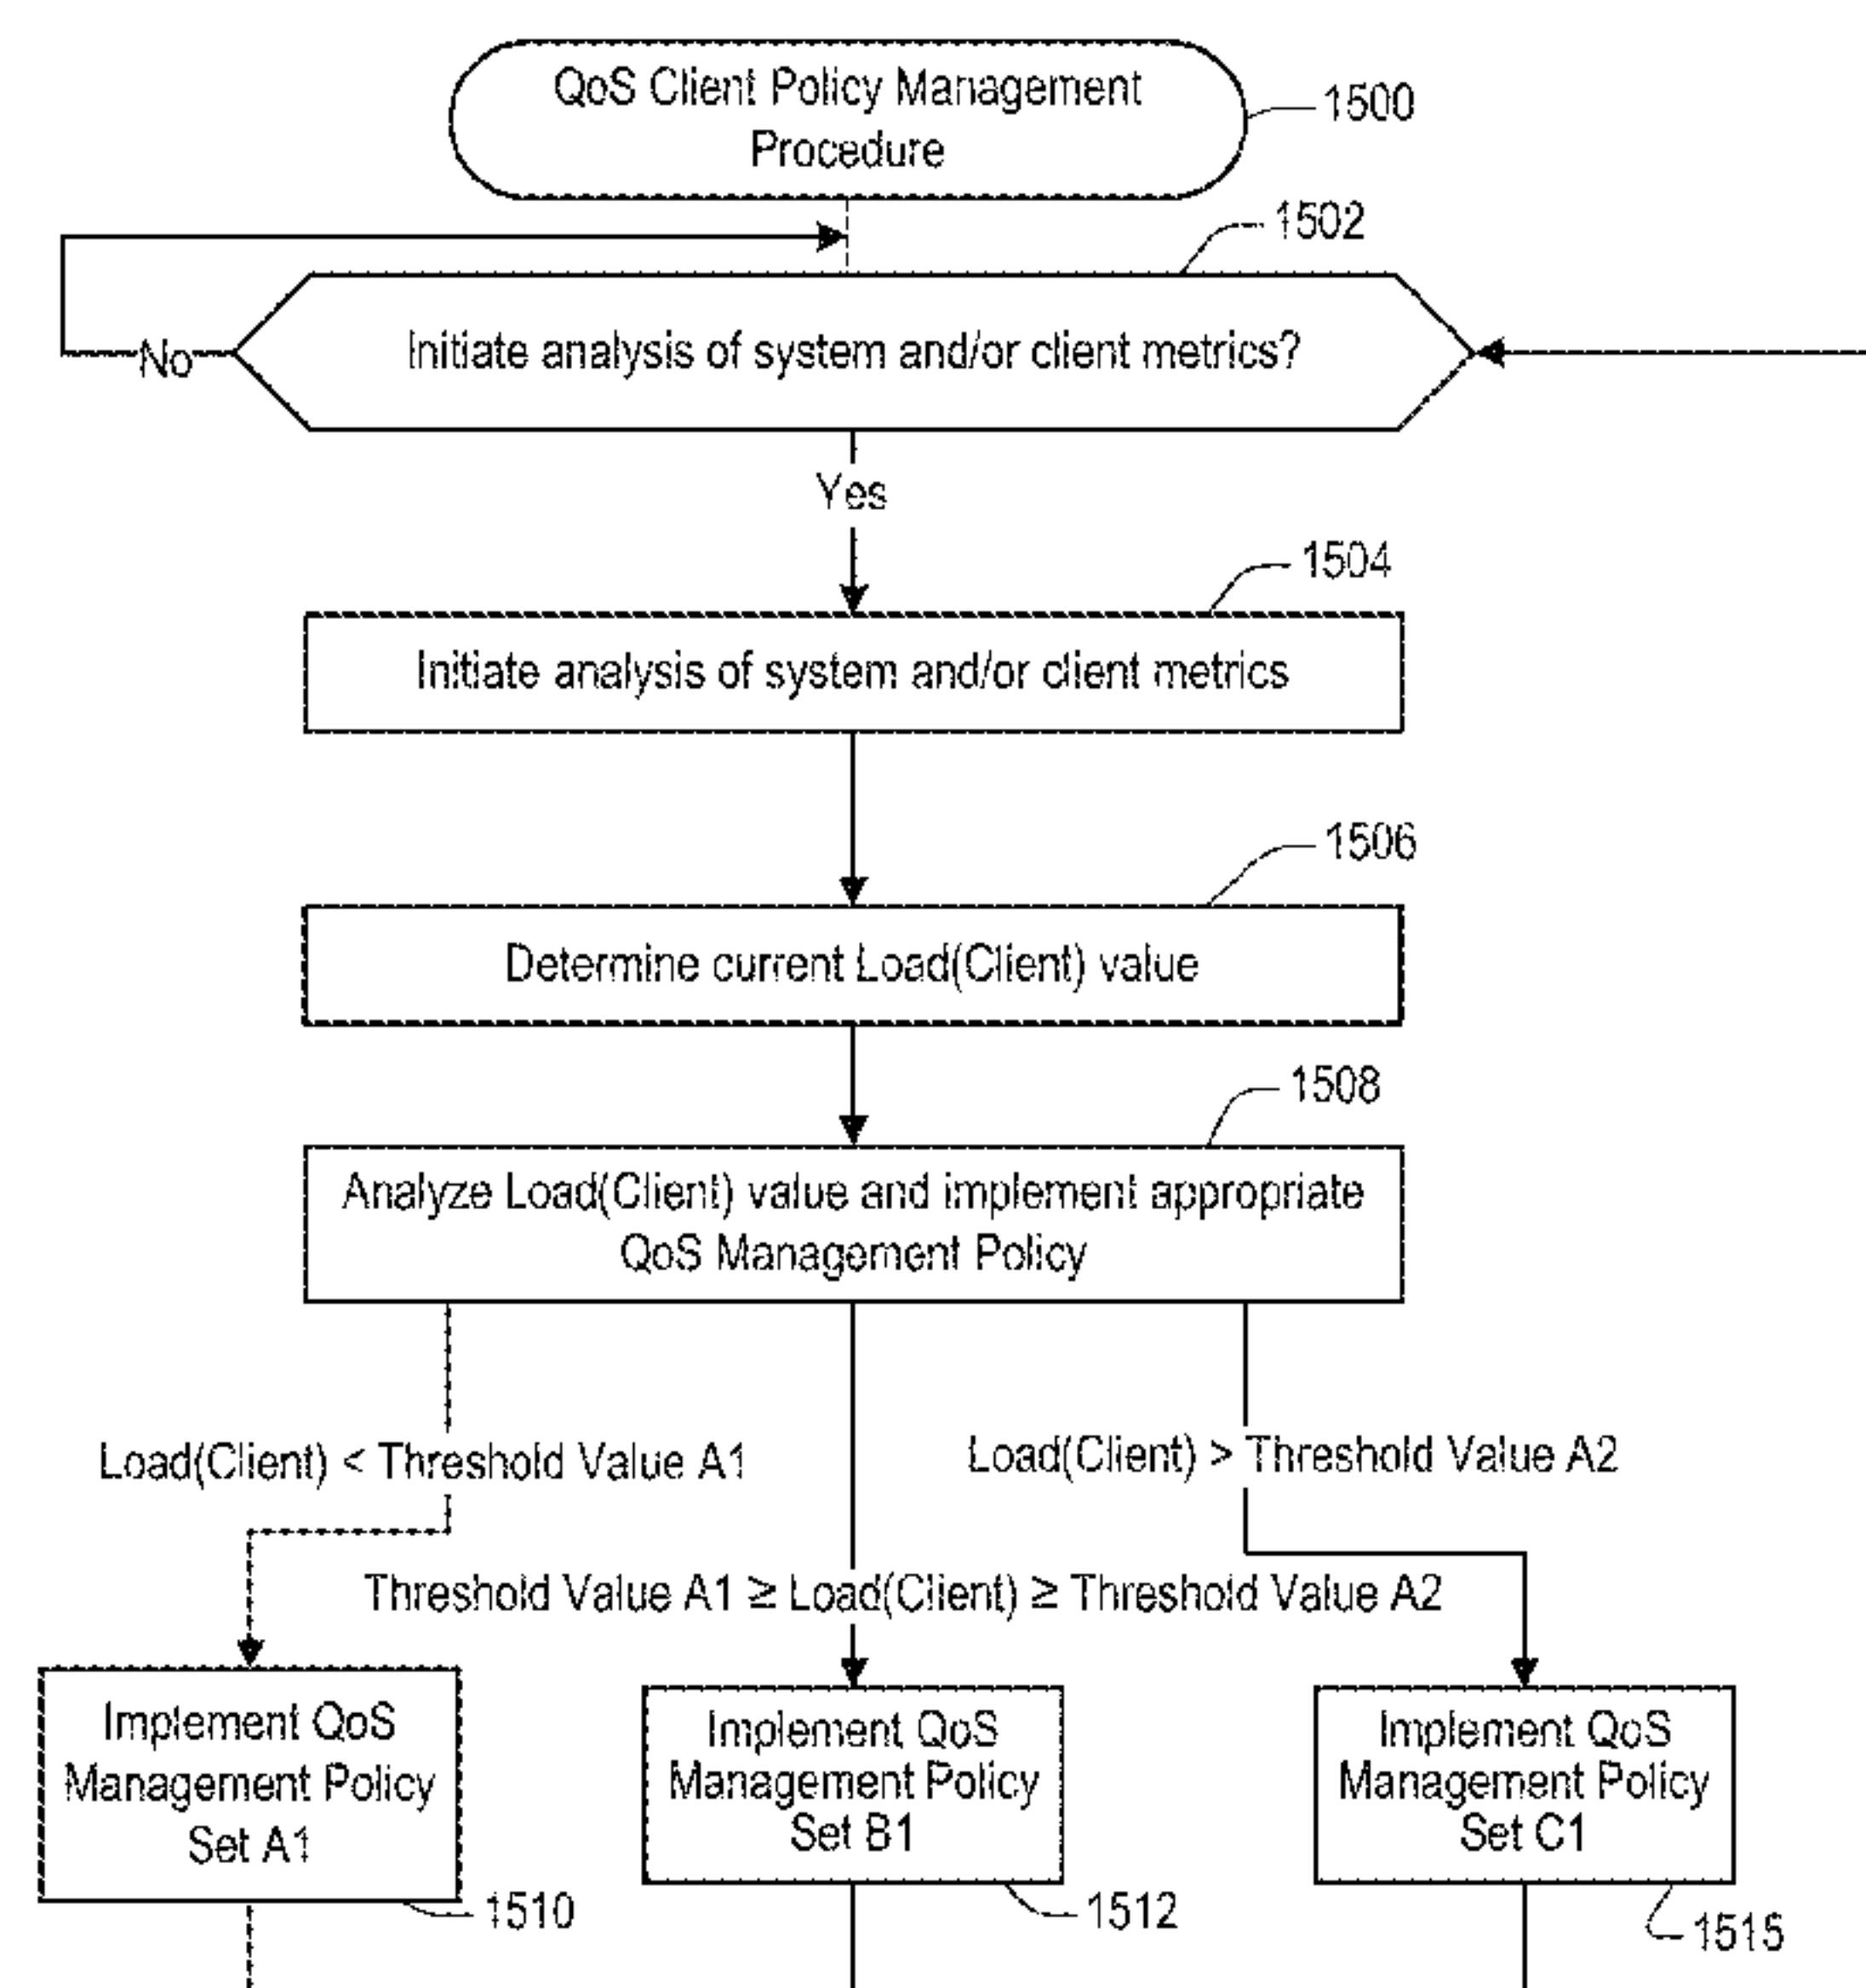 QoS Client Policy Management
Procedure
1500
1502
Initiate analysis of system and/or client metrics?
No
Yes
1504
Initiate analysis of system and/or client metrics
1506
Determine current Load(Client) value
1508
Analyze Load(Client) value and implement appropriate
QoS Management Policy
Load(Client) < Threshold Value A1
Load(Client) > Threshold Value A2
Threshold Value A1 ≥ Load(Client) ≥ Threshold Value A2
Implement QoS
Management Policy
Set A1
Implement QoS
Management Policy
Set B1
Implement QoS
Management Policy
Set C1
1510
1512
1515